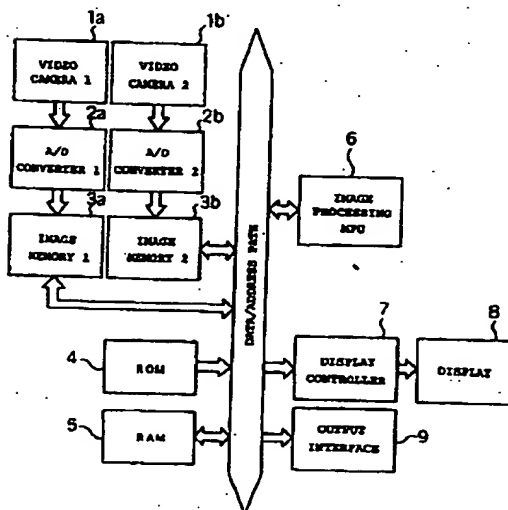 1a
1b
VIDEO
CAMERA 1
VIDEO
CAMERA 2
2a
2b
A/D
CONVERTER 1
A/D
CONVERTER 2
3a
3b
IMAGE
MEMORY 1
IMAGE
MEMORY 2
DATA/ADDRESS PATH
6
IMAGE
PROCESSING
MPU
4
ROM
5
RAM
7
DISPLAY
CONTROLLER
8
DISPLAY
OUTPUT
INTERFACE
9